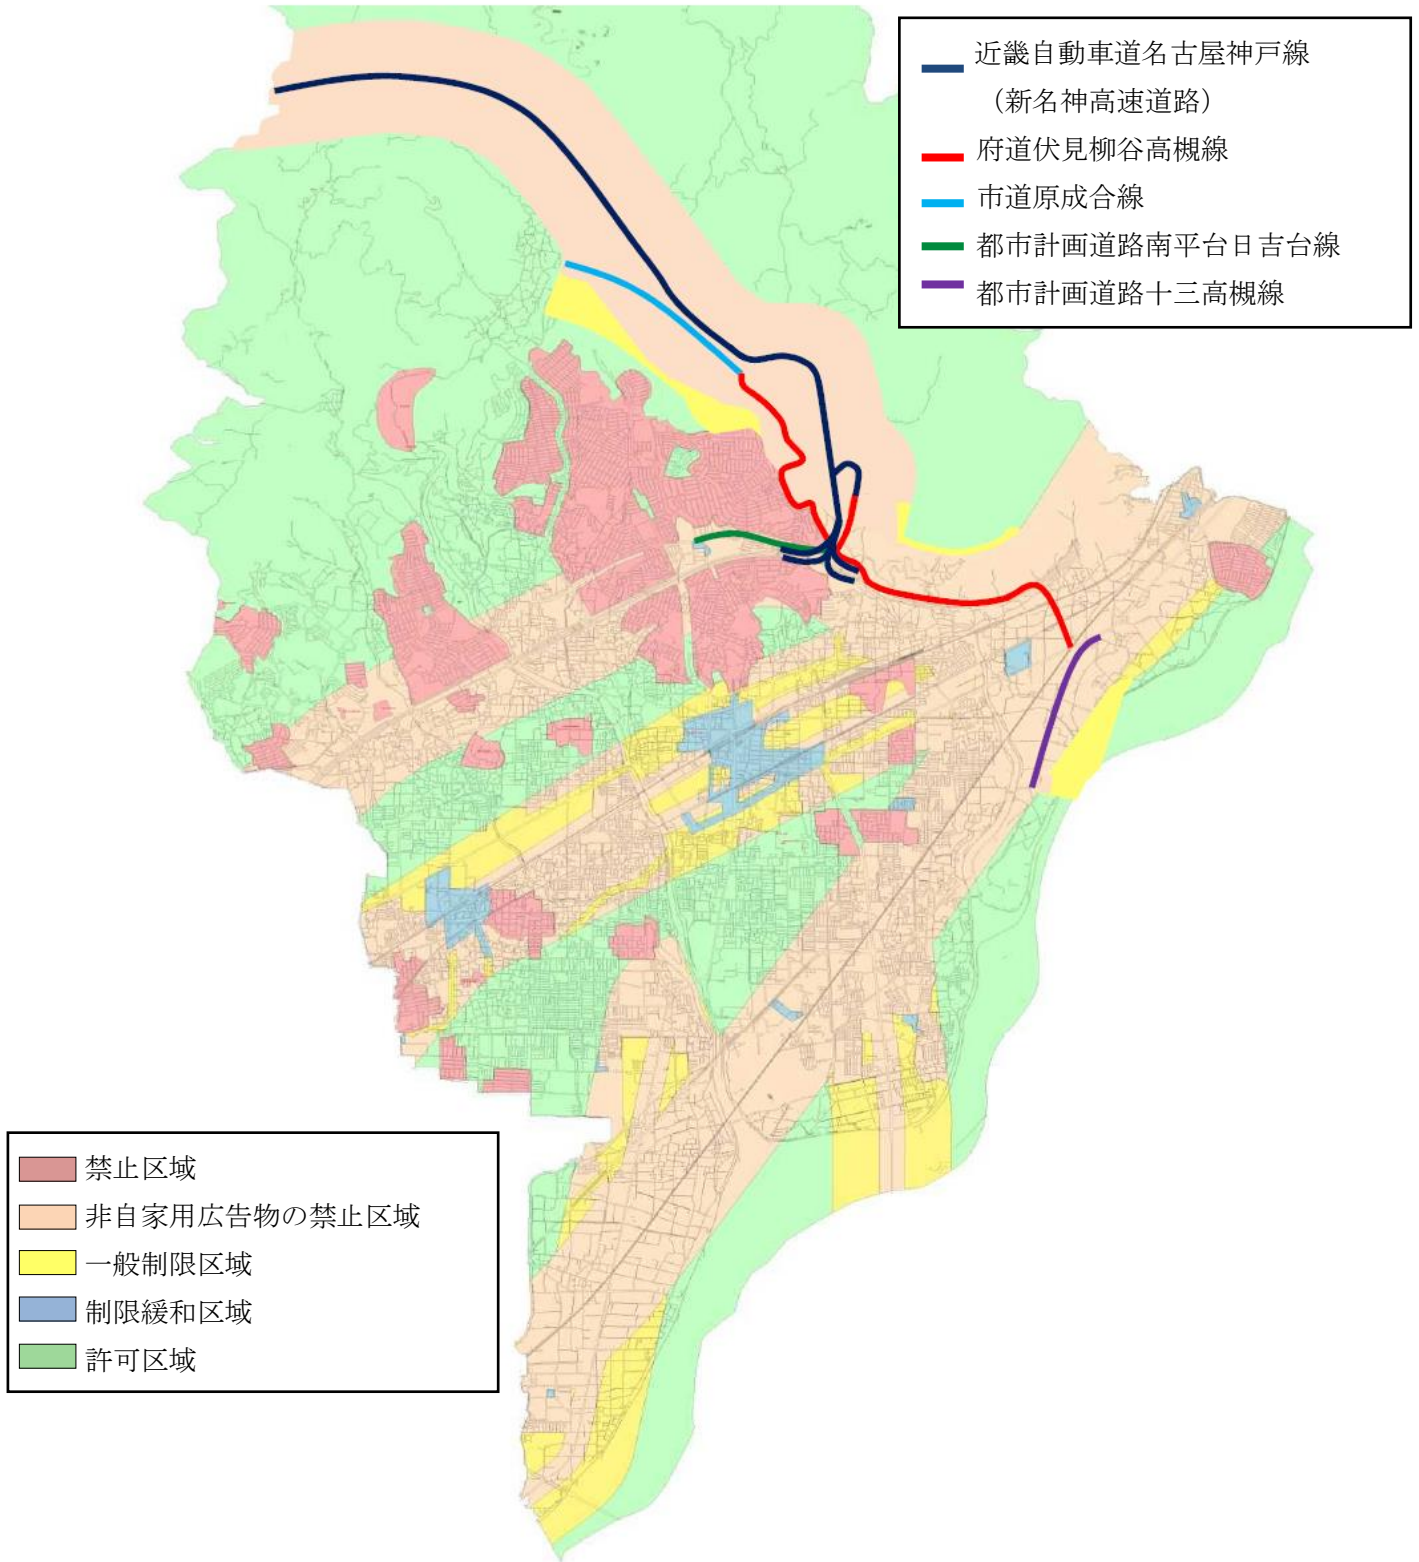 近畿自動車道名古屋神戸線
（新名神高速道路）
府道伏見柳谷高槻線
市道原成合線
都市計画道路南平台日吉台線
都市計画道路十三高槻線
禁止区域
非自家用広告物の禁止区域
一般制限区域
制限緩和区域
許可区域